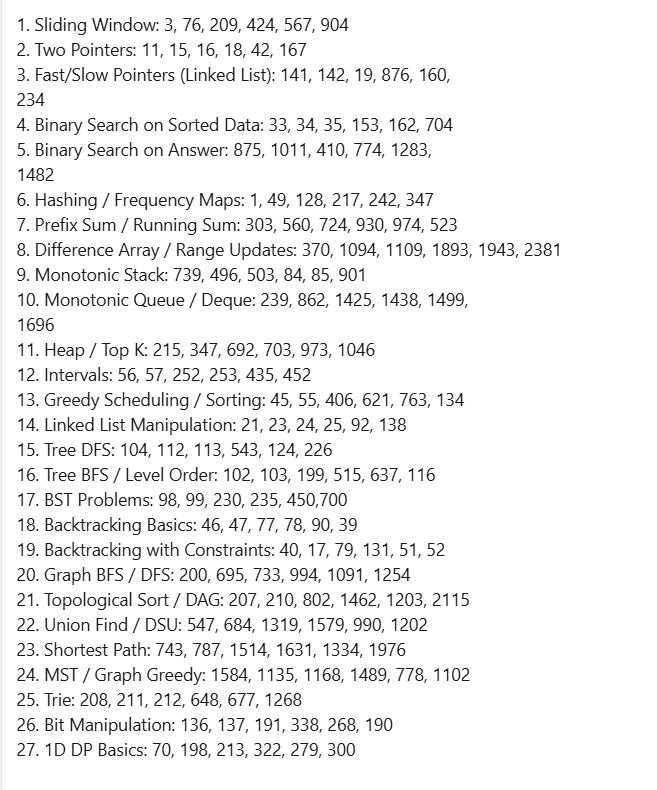 1. Sliding Window: 3, 76, 209, 424, 567, 904
2. Two Pointers: 11, 15, 16, 18, 42, 167
3. Fast/Slow Pointers (Linked List): 141, 142, 19, 876, 160,
234
4. Binary Search on Sorted Data: 33, 34, 35, 153, 162, 704
5. Binary Search on Answer: 875, 1011, 410, 774, 1283,
1482
6. Hashing / Frequency Maps: 1, 49, 128, 217, 242, 347
7. Prefix Sum / Running Sum: 303, 560, 724, 930, 974, 523
8. Difference Array / Range Updates: 370, 1094, 1109, 1893, 1943, 2381
9. Monotonic Stack: 739, 496, 503, 84, 85, 901
10. Monotonic Queue / Deque: 239, 862, 1425, 1438, 1499,
1696
11. Heap / Top K: 215, 347, 692, 703, 973, 1046
12. Intervals: 56, 57, 252, 253, 435, 452
13. Greedy Scheduling / Sorting: 45, 55, 406, 621, 763, 134
14. Linked List Manipulation: 21, 23, 24, 25, 92, 138
15. Tree DFS: 104, 112, 113, 543, 124, 226
16. Tree BFS / Level Order: 102, 103, 199, 515, 637, 116
17. BST Problems: 98, 99, 230, 235, 450,700
18. Backtracking Basics: 46, 47, 77, 78, 90, 39
19. Backtracking with Constraints: 40, 17, 79, 131, 51, 52
20. Graph BFS / DFS: 200, 695, 733, 994, 1091, 1254
21. Topological Sort / DAG: 207, 210, 802, 1462, 1203, 2115
22. Union Find / DSU: 547, 684, 1319, 1579, 990, 1202
23. Shortest Path: 743, 787, 1514, 1631, 1334, 1976
24. MST / Graph Greedy: 1584, 1135, 1168, 1489, 778, 1102
25. Trie: 208, 211, 212, 648, 677, 1268
26. Bit Manipulation: 136, 137, 191, 338, 268, 190
27. 1D DP Basics: 70, 198, 213, 322, 279, 300